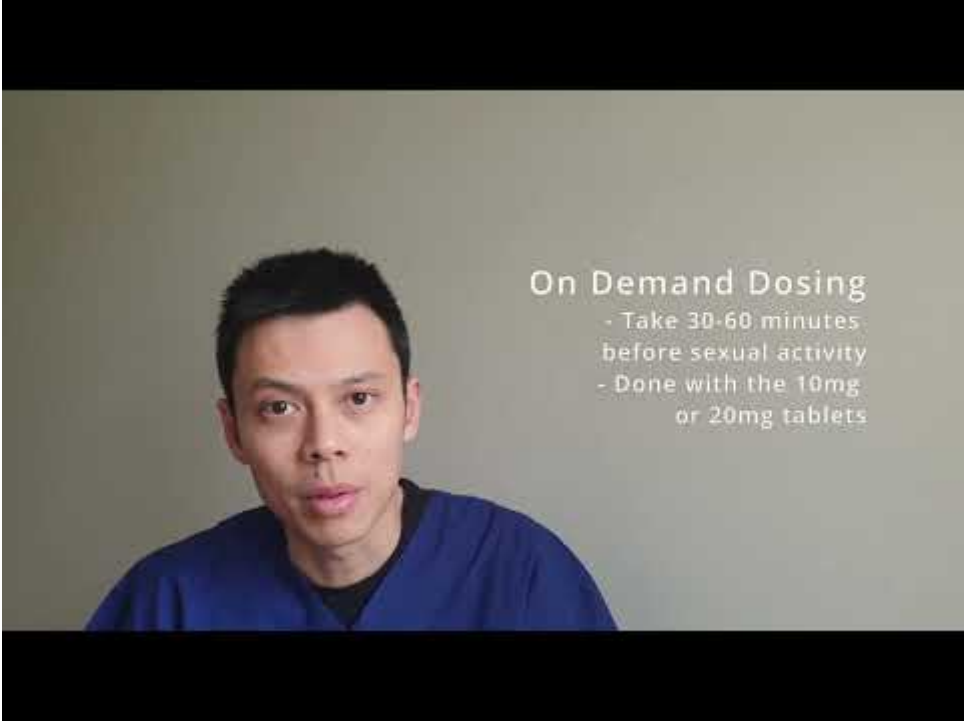 On Demand Dosing
- Take 30-60 minutes
before sexual activity
- Done with the 10mg
or 20mg tablets